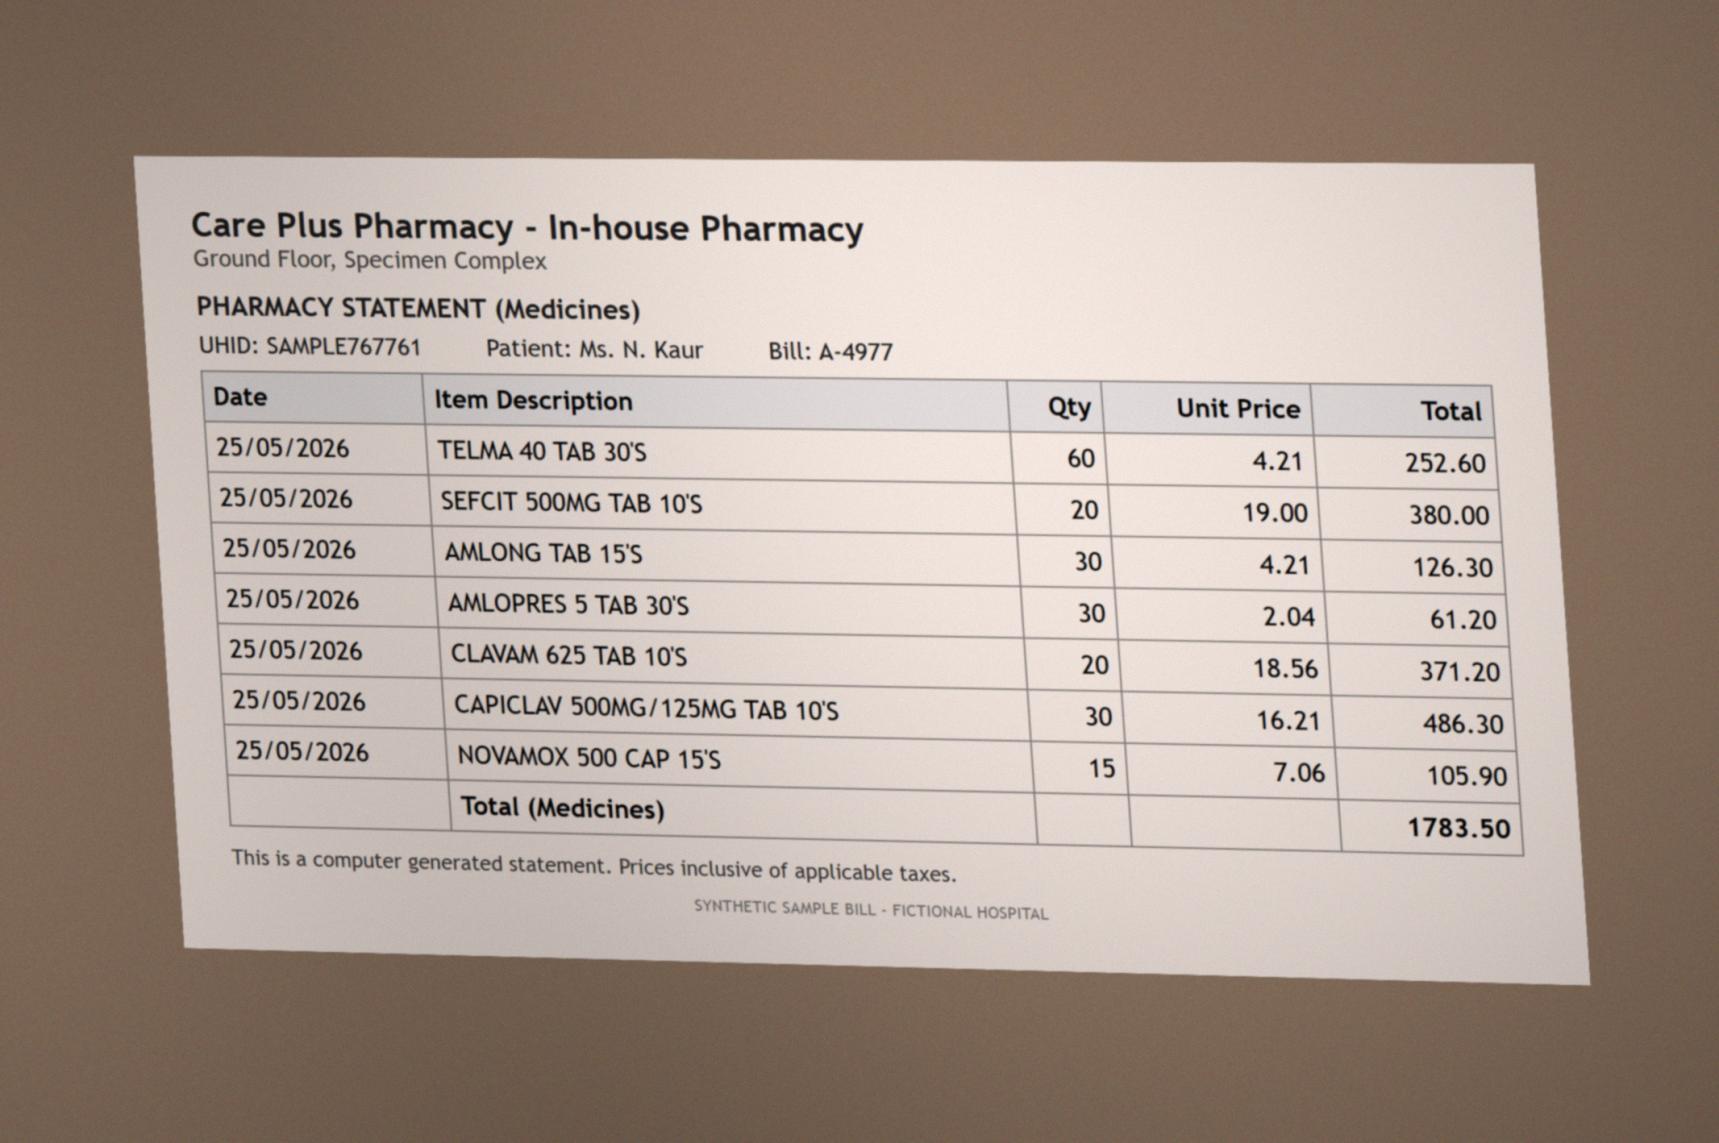 Care Plus Pharmacy - In-house Pharmacy
Ground Floor, Specimen Complex
PHARMACY STATEMENT (Medicines)
UHID: SAMPLE767761 Patient: Ms. N. Kaur Bill: A-4977
Date Item Description Qty Unit Price Total
25/05/2026 TELMA 40 TAB 30'S 60 4.21 252.60
25/05/2026 SEFCIT 500MG TAB 10'S 20 19.00 380.00
25/05/2026 AMLONG TAB 15'S 30 4.21 126.30
25/05/2026 AMLOPRES 5 TAB 30'S 30 2.04 61.20
25/05/2026 CLAVAM 625 TAB 10'S 20 18.56 371.20
25/05/2026 CAPICLAV 500MG/125MG TAB 10'S 30 16.21 486.30
25/05/2026 NOVAMOX 500 CAP 15'S 15 7.06 105.90
Total (Medicines) 1783.50
This is a computer generated statement. Prices inclusive of applicable taxes.
SYNTHETIC SAMPLE BILL - FICTIONAL HOSPITAL